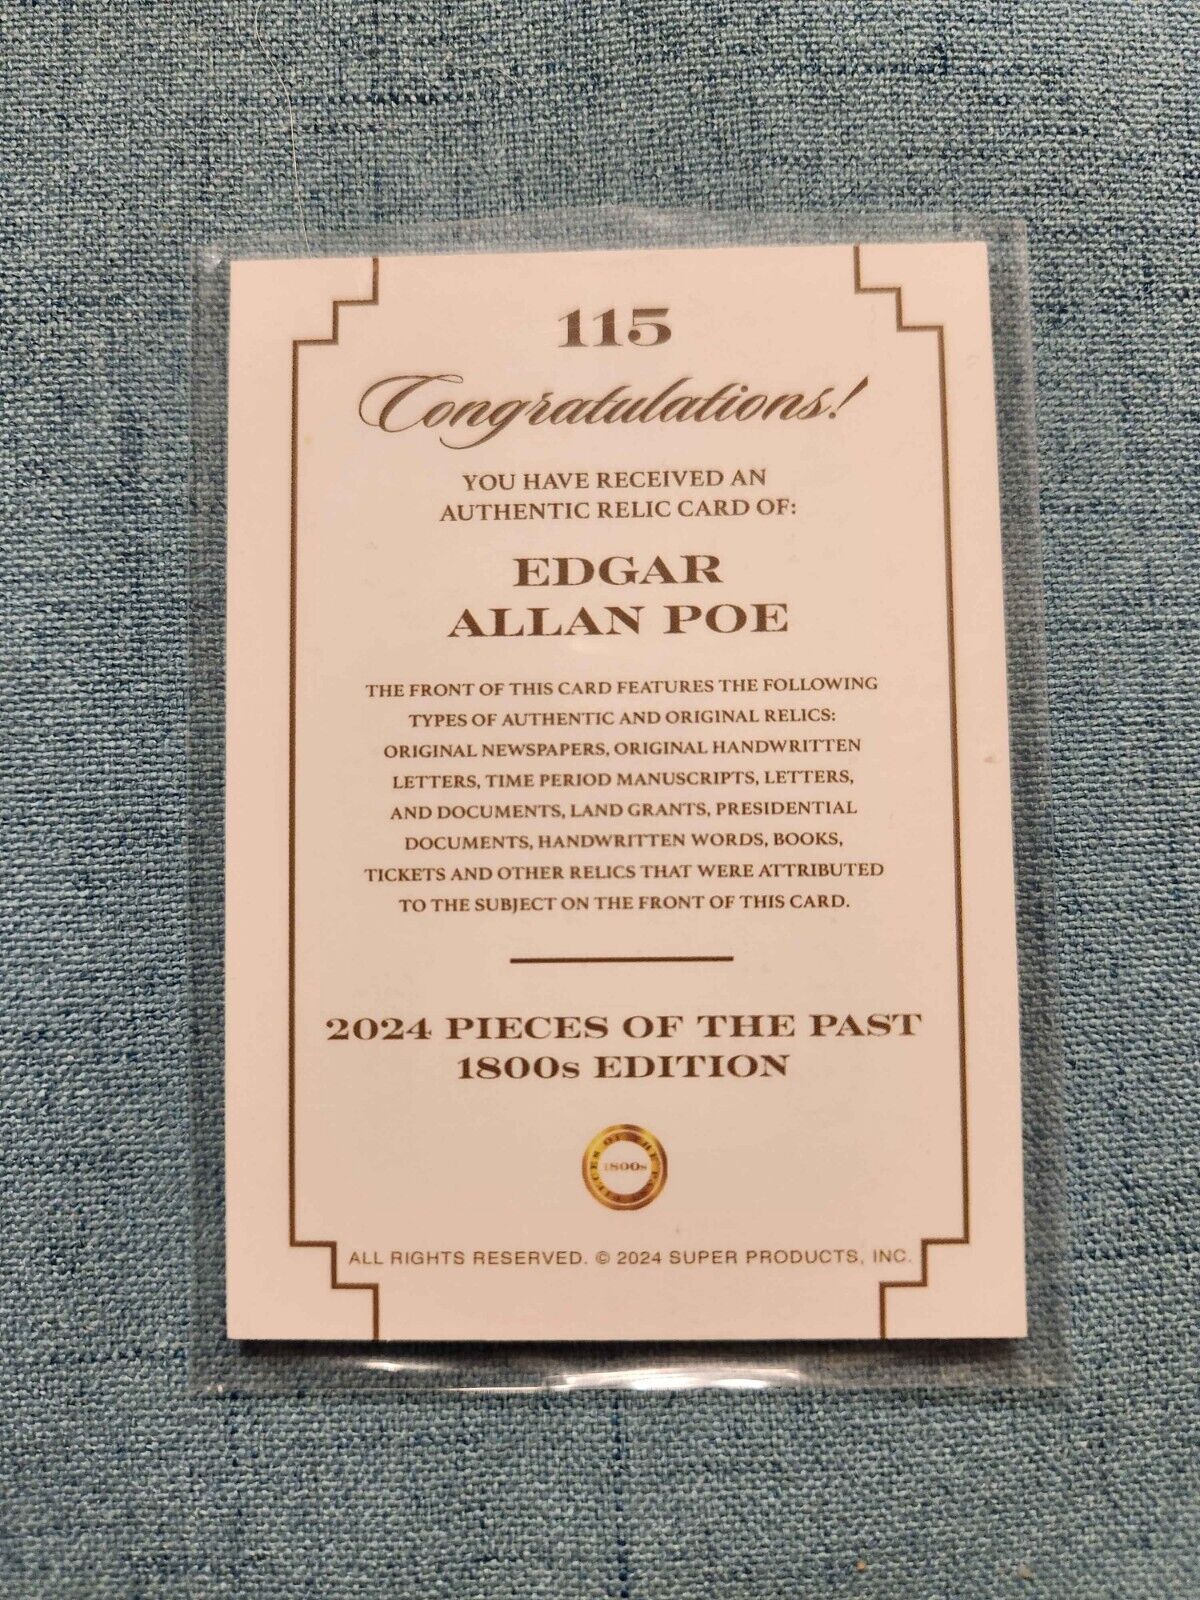 115
Congratulations!
YOU HAVE RECEIVED AN
AUTHENTIC RELIC CARD OF:
EDGAR
ALLAN POE
THE FRONT OF THIS CARD FEATURES THE FOLLOWING
TYPES OF AUTHENTIC AND ORIGINAL RELICS:
ORIGINAL NEWSPAPERS, ORIGINAL HANDWRITTEN
LETTERS, TIME PERIOD MANUSCRIPTS, LETTERS,
AND DOCUMENTS, LAND GRANTS, PRESIDENTIAL
DOCUMENTS, HANDWRITTEN WORDS, BOOKS,
TICKETS AND OTHER RELICS THAT WERE ATTRIBUTED
TO THE SUBJECT ON THE FRONT OF THIS CARD.
2024 PIECES OF THE PAST
1800s EDITION
PIECES OF THE PAST
1800s
ALL RIGHTS RESERVED. © 2024 SUPER PRODUCTS, INC.